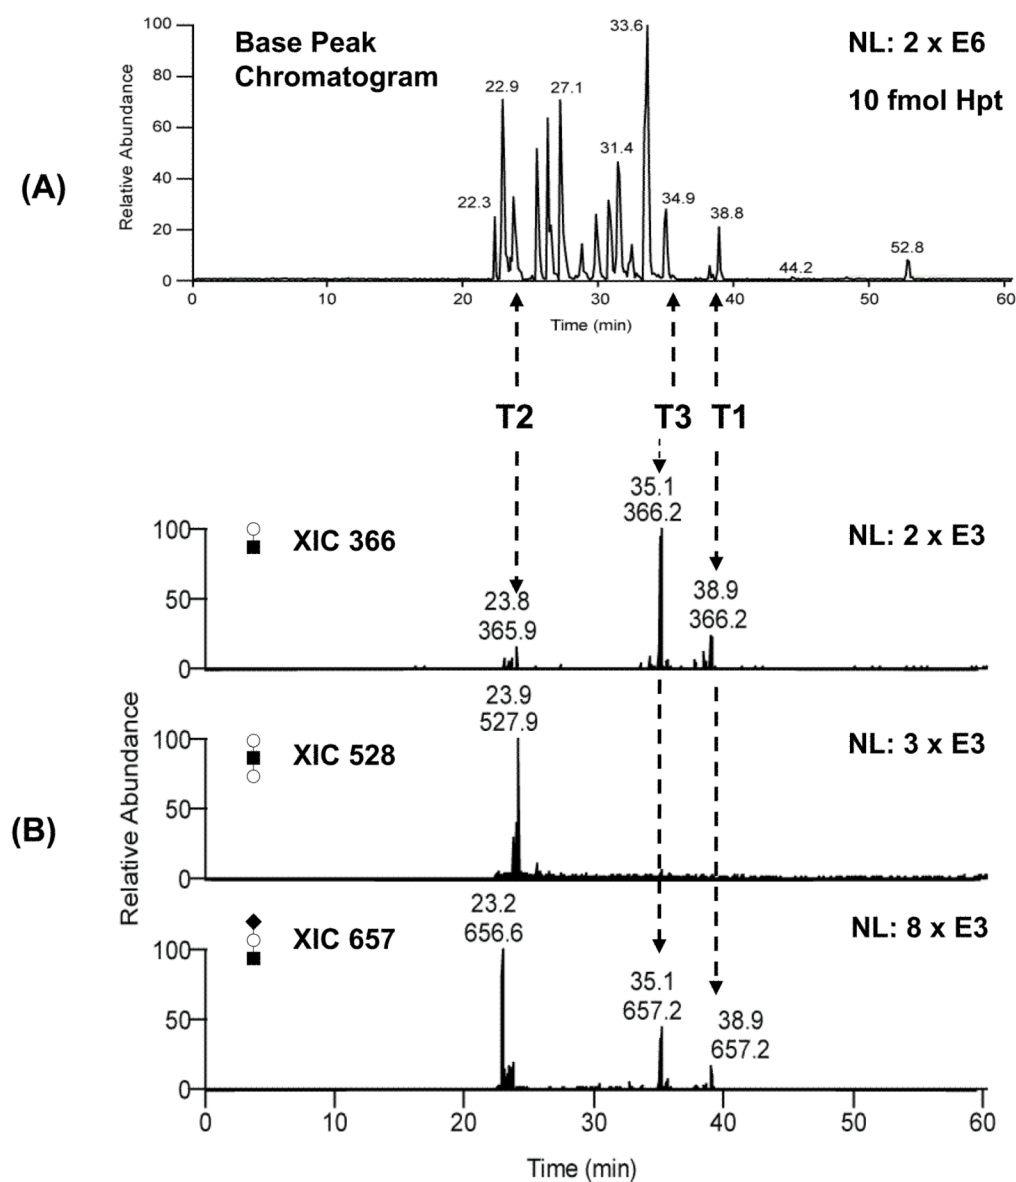 (A)
Base Peak
Chromatogram
NL: 2 x E6
10 fmol Hpt
Relative Abundance
100
80
60
40
20
0
22.3
22.9
27.1
31.4
33.6
34.9
38.8
44.2
52.8
0
10
20
30
40
50
60
Time (min)
T2
T3
T1
(B)
Relative Abundance
XIC 366
NL: 2 x E3
100
50
0
23.8
365.9
35.1
366.2
38.9
366.2
XIC 528
NL: 3 x E3
100
50
0
23.9
527.9
XIC 657
NL: 8 x E3
100
50
0
23.2
656.6
35.1
657.2
38.9
657.2
0
10
20
30
40
50
60
Time (min)